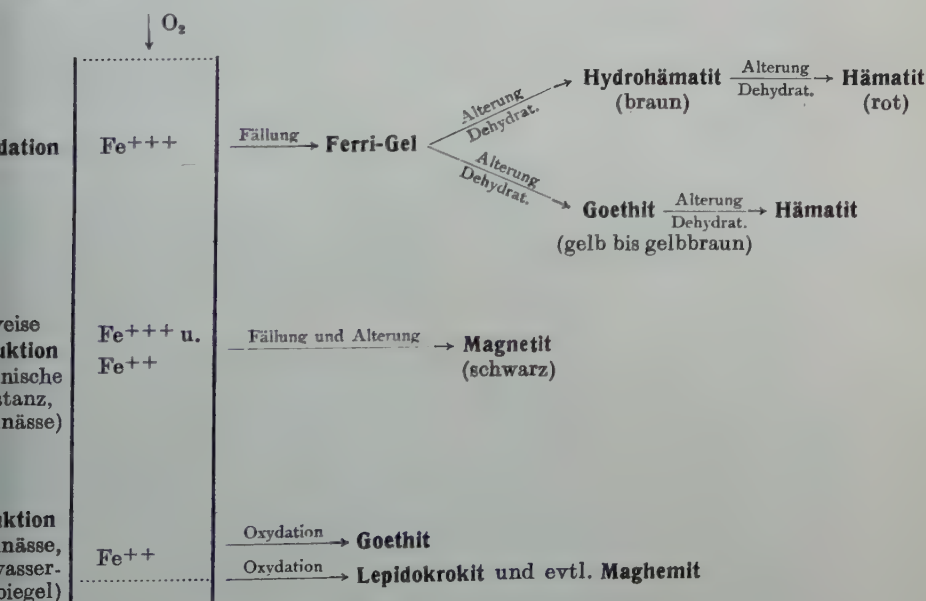 O₂
Alterung
Dehydrat.
Hydrohämatit
(braun)
Alterung
Dehydrat.
Hämatit
(rot)
dation
Fe+++
Fällung
Ferri-Gel
Alterung
Dehydrat.
Goethit
(gelb bis gelbbraun)
Alterung
Dehydrat.
Hämatit
veise
uktion
nische
stanz,
nässe)
Fe+++ u.
Fe++
Fällung und Alterung
Magnetit
(schwarz)
uktion
nässe,
vasser-
piegel)
Fe++
Oxydation
Goethit
Oxydation
Lepidokrokit und evtl. Maghemit